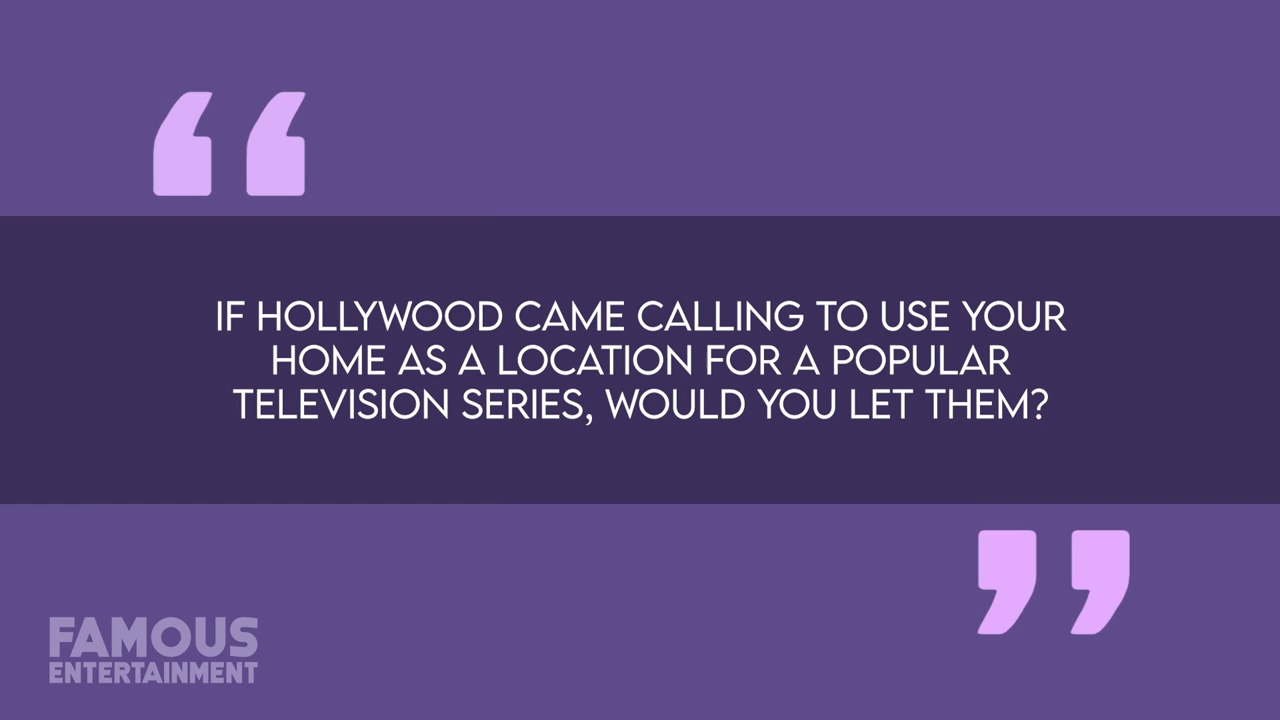 “
IF HOLLYWOOD CAME CALLING TO USE YOUR
HOME AS A LOCATION FOR A POPULAR
TELEVISION SERIES, WOULD YOU LET THEM?
”
FAMOUS
ENTERTAINMENT